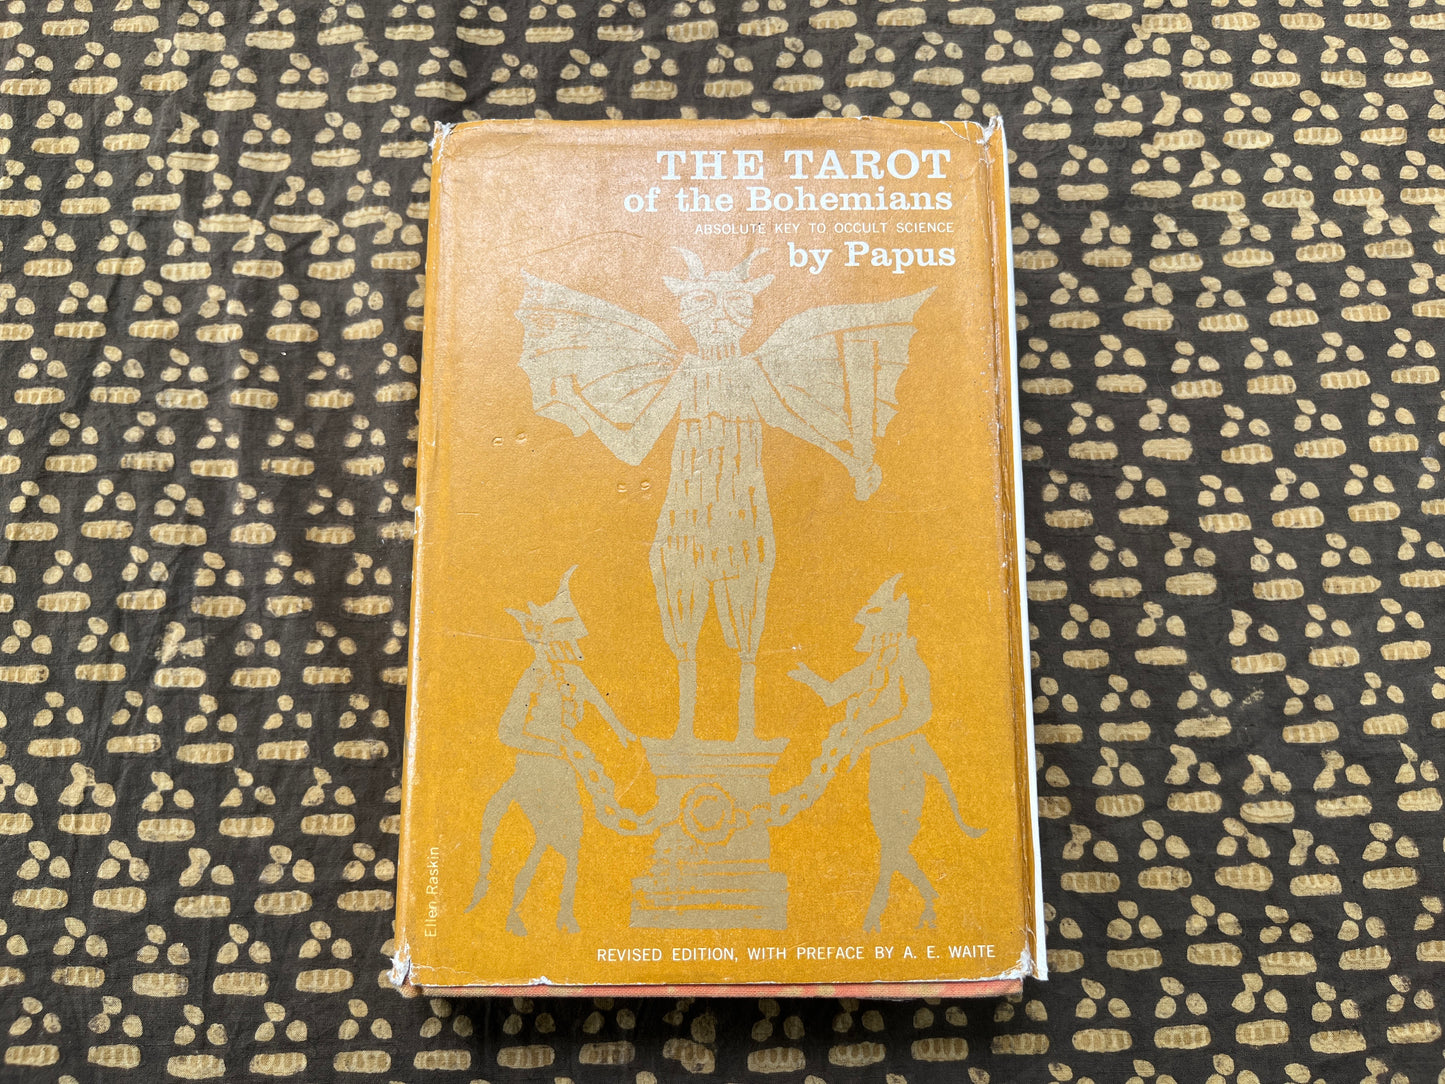 THE TAROT
of the Bohemians
ABSOLUTE KEY TO OCCULT SCIENCE
by Papus
Ellen Raskin
REVISED EDITION, WITH PREFACE BY A. E. WAITE